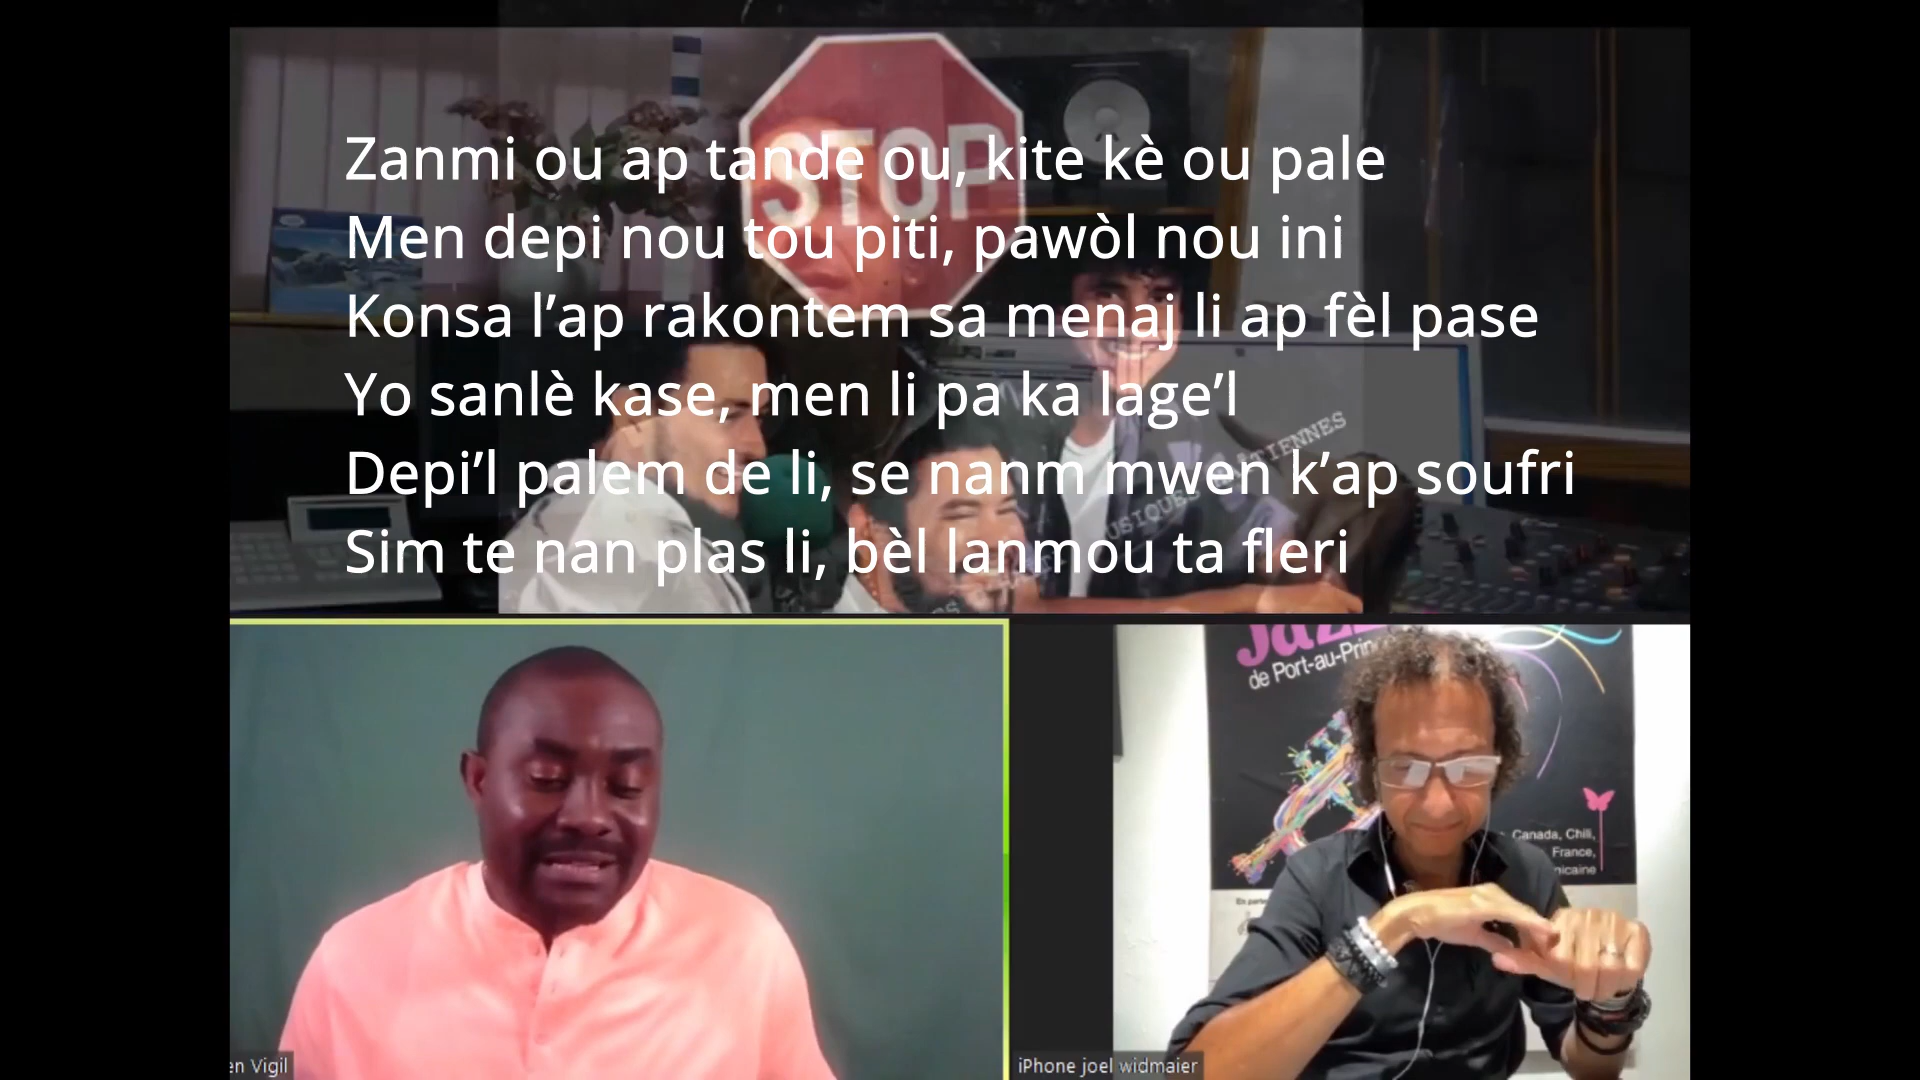 STOP
Zanmi ou ap tande ou, kite kè ou pale
Men depi nou tou piti, pawòl nou ini
Konsa l’ap rakontem sa menaj li ap fèl pase
Yo sanlè kase, men li pa ka lage’l
Depi’l palem de li, se nanm mwen k’ap soufri
Sim te nan plas li, bèl lanmou ta fleri
Jazz
de Port-au-Prin
Canada, Chili,
France,
nicaine
en Vigil
iPhone joel widmaier